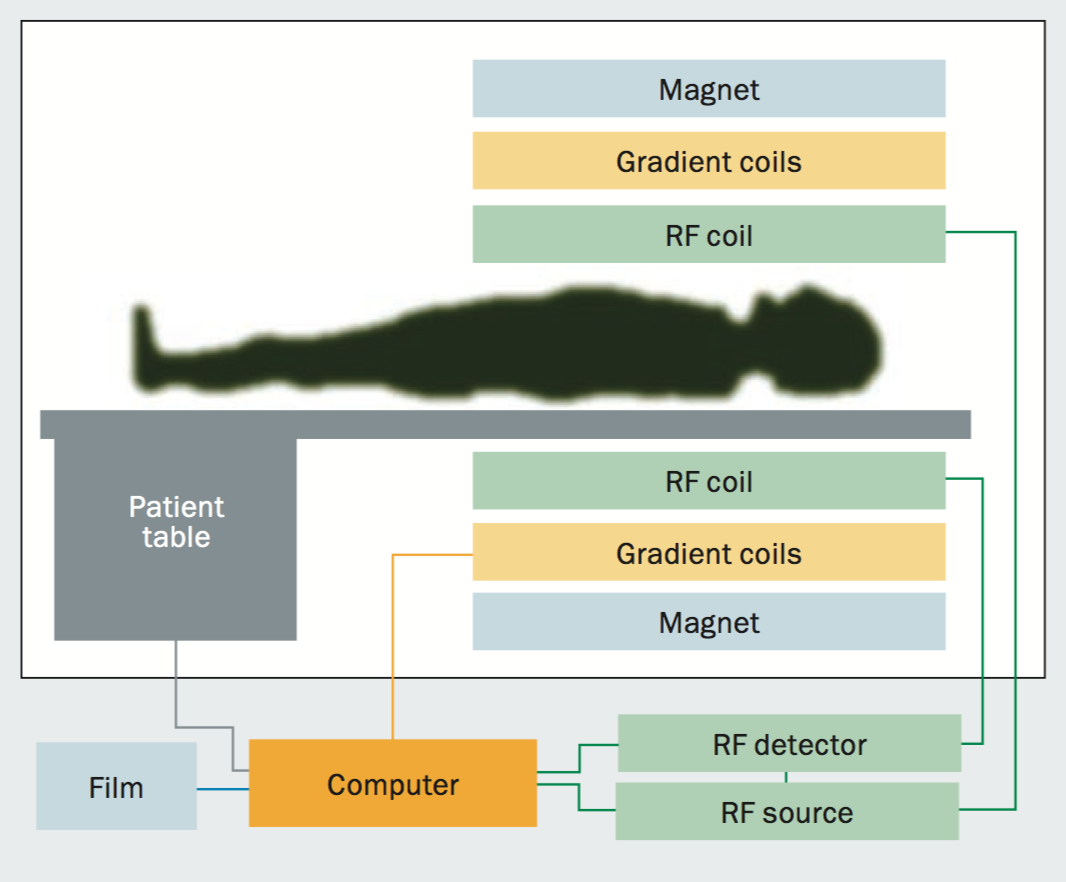 Magnet
Gradient coils
RF coil
RF coil
Patient
table
Gradient coils
Magnet
RF detector
Film
Computer
RF source